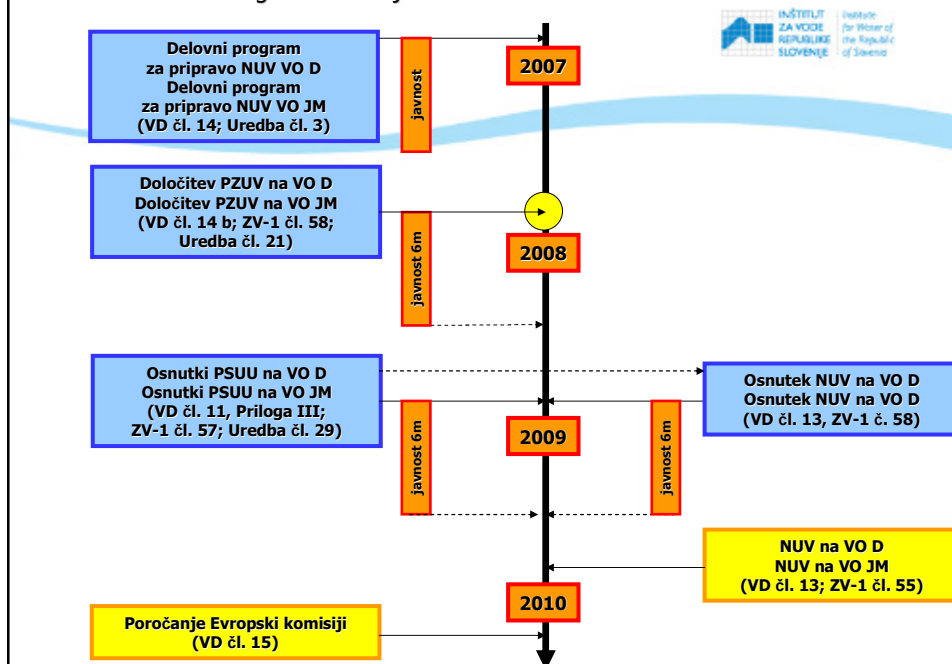 INŠTITUT
ZA VODE
REPUBLIKE
SLOVENIJE
Institute
for Water of
the Republic
of Slovenia
Delovni program
za pripravo NUV VO D
Delovni program
za pripravo NUV VO JM
(VD čl. 14; Uredba čl. 3)
javnost
2007
Določitev PZUV na VO D
Določitev PZUV na VO JM
(VD čl. 14 b; ZV-1 čl. 58;
Uredba čl. 21)
javnost 6m
2008
Osnutki PSUU na VO D
Osnutki PSUU na VO JM
(VD čl. 11, Priloga III;
ZV-1 čl. 57; Uredba čl. 29)
javnost 6m
2009
javnost 6m
Osnutek NUV na VO D
Osnutek NUV na VO D
(VD čl. 13, ZV-1 č. 58)
NUV na VO D
NUV na VO JM
(VD čl. 13; ZV-1 čl. 55)
2010
Poročanje Evropski komisiji
(VD čl. 15)